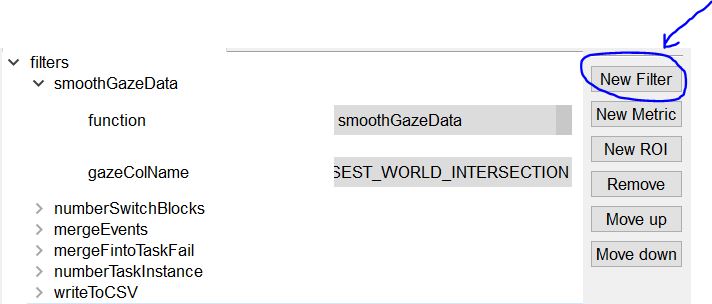 filters
smoothGazeData
function
smoothGazeData
gazeColName
SEST_WORLD_INTERSECTION
numberSwitchBlocks
mergeEvents
mergeFintoTaskFail
numberTaskInstance
writeToCSV
New Filter
New Metric
New ROI
Remove
Move up
Move down